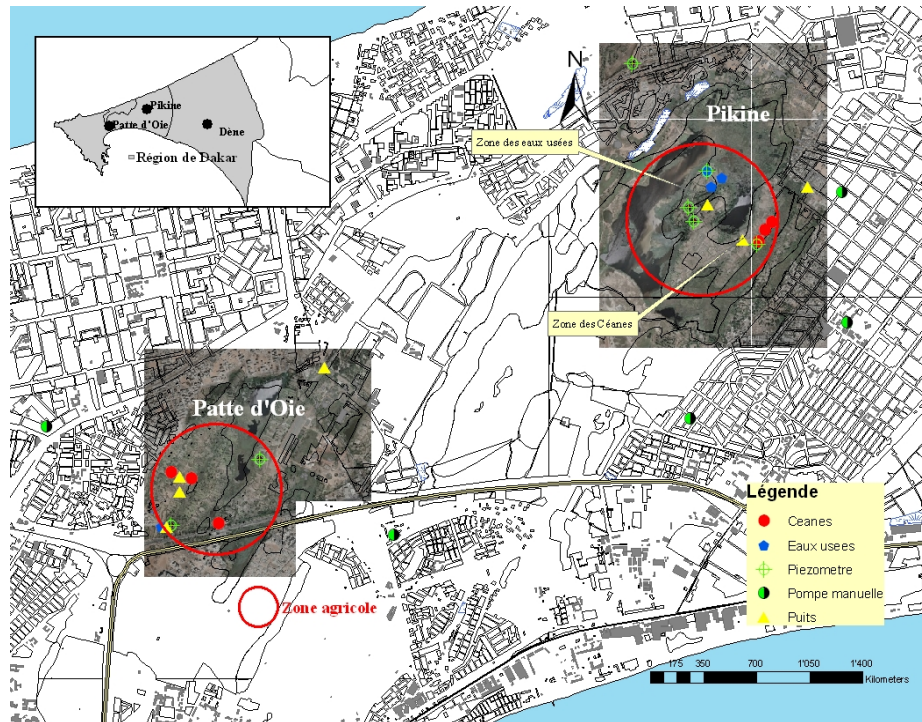 Pikine
Patte d'Oie
Dène
Région de Dakar
N
Pikine
Zone des eaux usées
Zone des Céanes
Patte d'Oie
Zone agricole
Légende
Ceanes
Eaux usees
Piezometre
Pompe manuelle
Puits
0 175 350 700 1'050 1'400
Kilometers